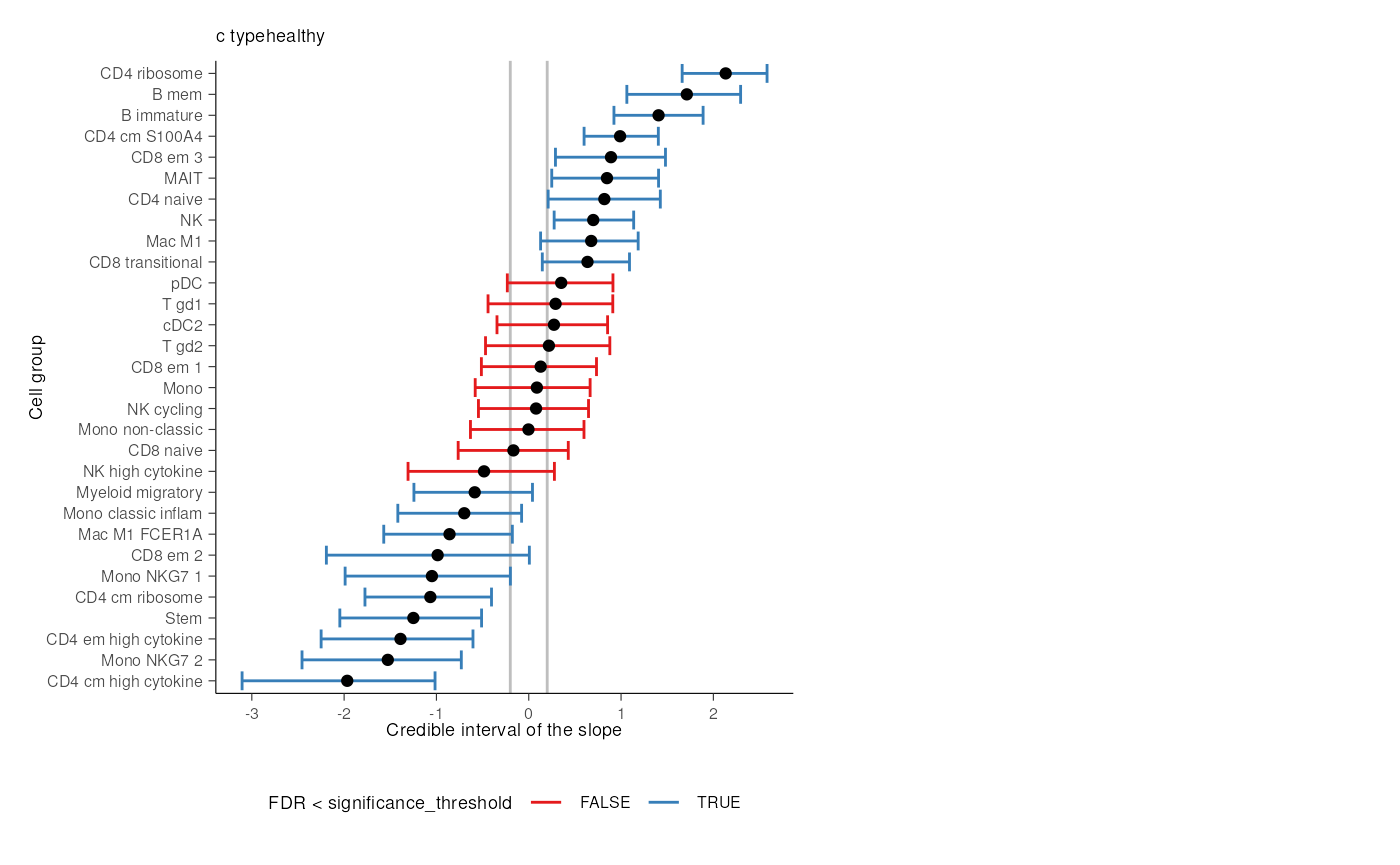 c typehealthy
CD4 ribosome
B mem
B immature
CD4 cm S100A4
CD8 em 3
MAIT
CD4 naive
NK
Mac M1
CD8 transitional
pDC
T gd1
cDC2
T gd2
CD8 em 1
Mono
NK cycling
Mono non-classic
CD8 naive
NK high cytokine
Myeloid migratory
Mono classic inflam
Mac M1 FCER1A
CD8 em 2
Mono NKG7 1
CD4 cm ribosome
Stem
CD4 em high cytokine
Mono NKG7 2
CD4 cm high cytokine
Cell group
-3 -2 -1 0 1 2
Credible interval of the slope
FDR < significance_threshold FALSE TRUE